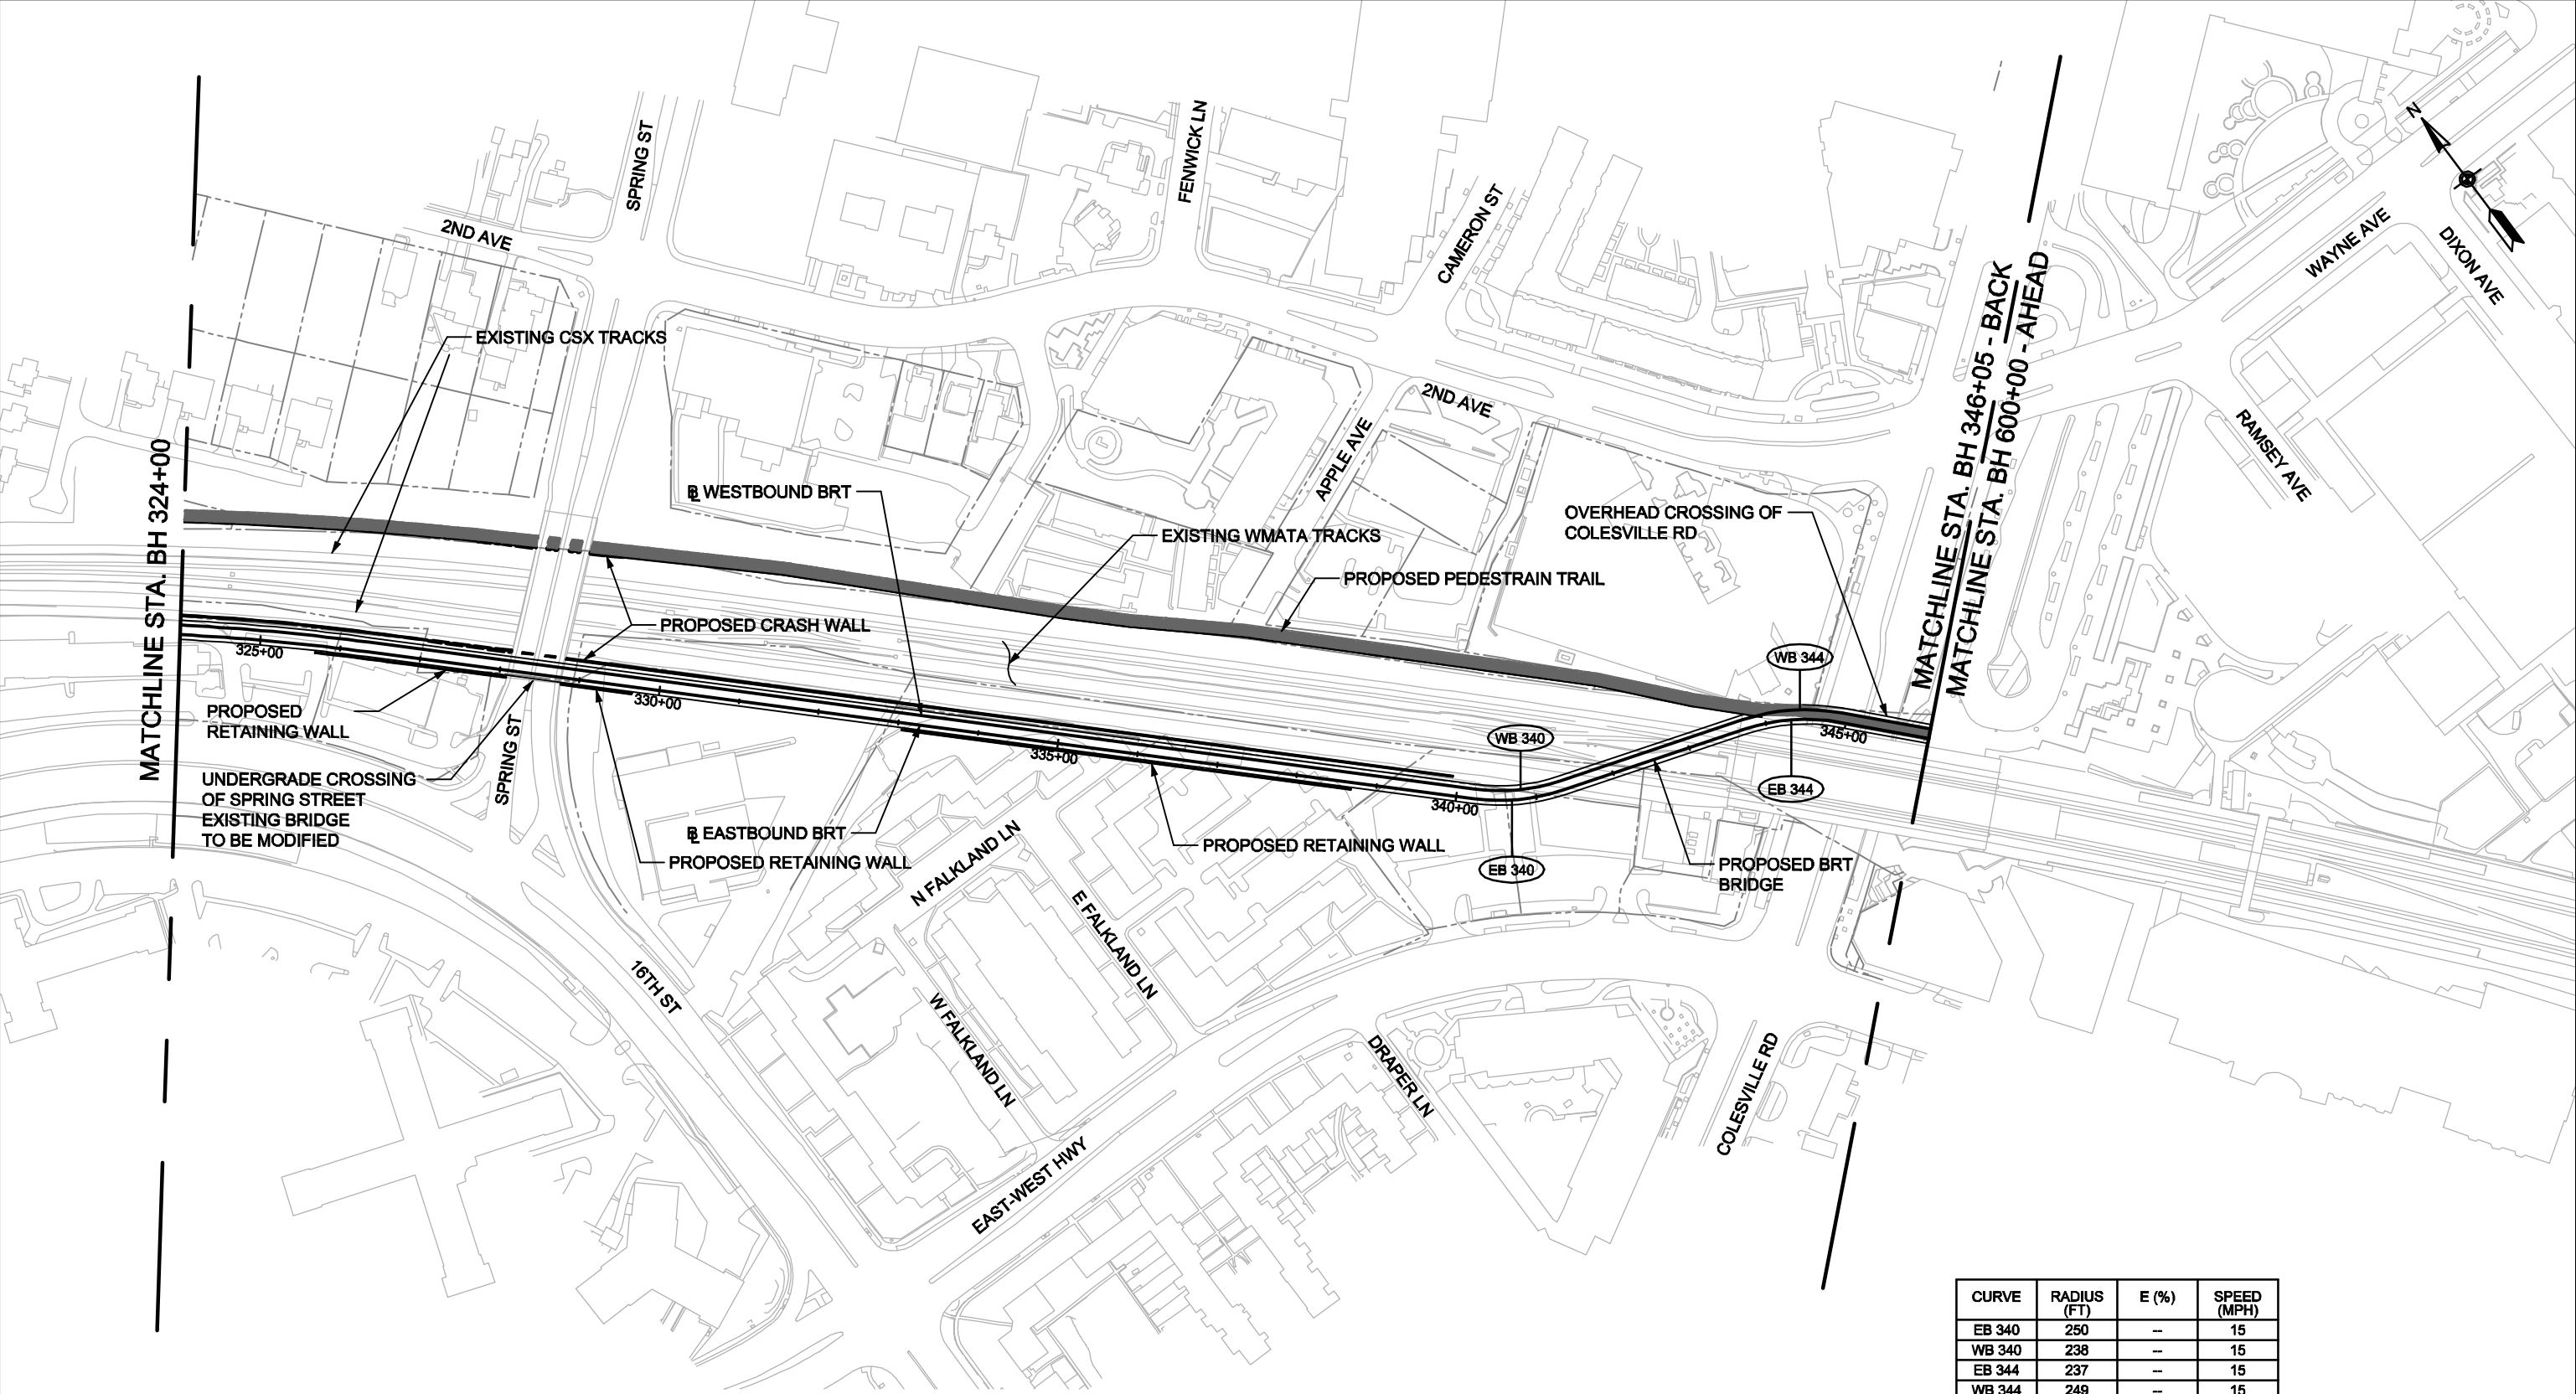 N
SPRING ST
FENWICK LN
CAMERON ST
2ND AVE
WAYNE AVE
DIXON AVE
EXISTING CSX TRACKS
MATCHLINE STA. BH 346+05 - BACK
MATCHLINE STA. BH 600+00 - AHEAD
2ND AVE
APPLE AVE
RAMSEY AVE
MATCHLINE STA. BH 324+00
BL WESTBOUND BRT
EXISTING WMATA TRACKS
OVERHEAD CROSSING OF
COLESVILLE RD
PROPOSED PEDESTRAIN TRAIL
PROPOSED CRASH WALL
325+00
330+00
335+00
340+00
345+00
WB 344
WB 340
EB 344
EB 340
PROPOSED
RETAINING WALL
SPRING ST
UNDERGRADE CROSSING
OF SPRING STREET
EXISTING BRIDGE
TO BE MODIFIED
BL EASTBOUND BRT
PROPOSED RETAINING WALL
PROPOSED RETAINING WALL
PROPOSED BRT
BRIDGE
N FALKLAND LN
E FALKLAND LN
W FALKLAND LN
16TH ST
DRAPER LN
COLESVILLE RD
EAST-WEST HWY
CURVE RADIUS (FT) E (%) SPEED (MPH)
EB 340 250 -- 15
WB 340 238 -- 15
EB 344 237 -- 15
WB 344 249 -- 15